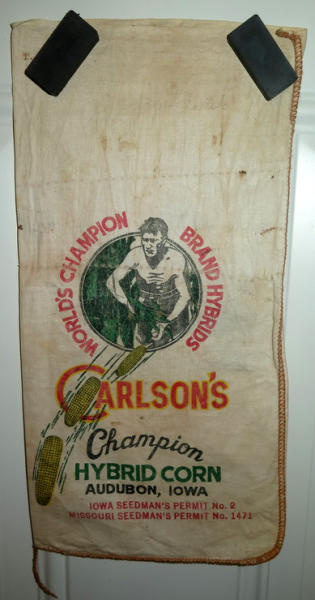 WORLD'S CHAMPION BRAND HYBRIDS
CARLSON'S
Champion
HYBRID CORN
AUDUBON, IOWA
IOWA SEEDMAN'S PERMIT No. 2
MISSOURI SEEDMAN'S PERMIT No. 1471